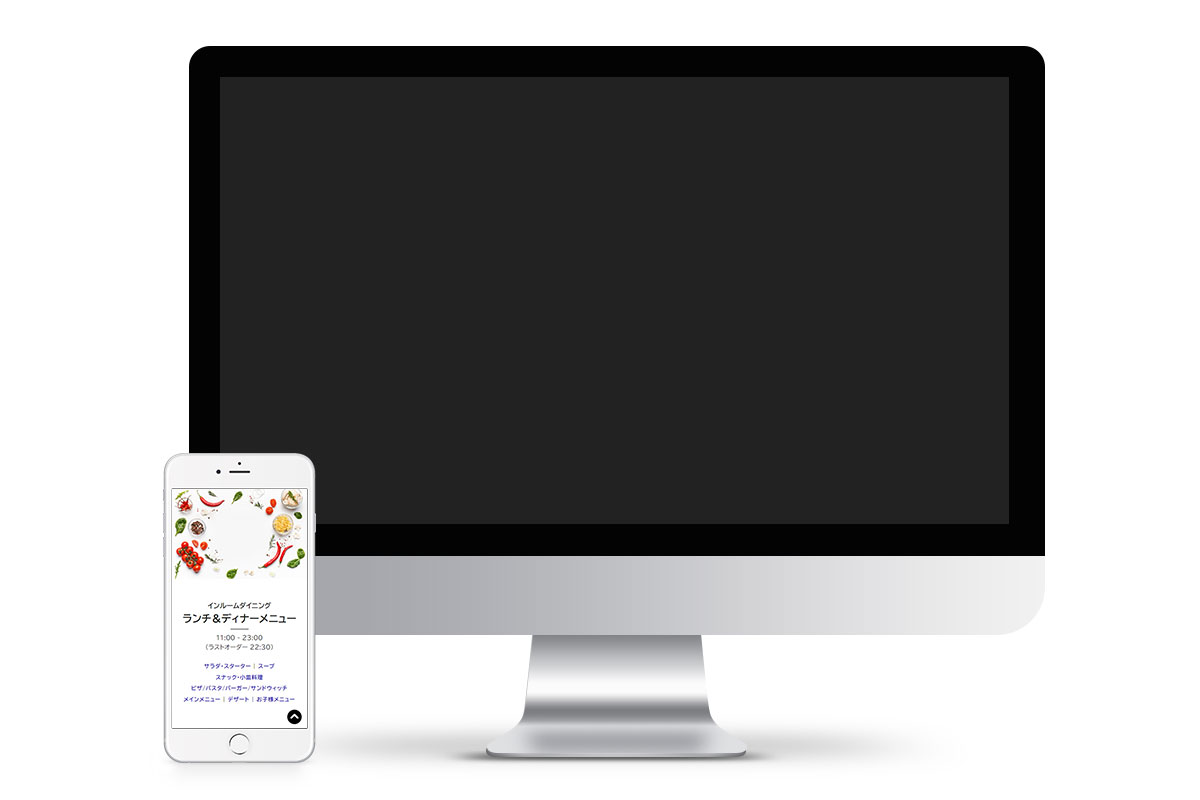 インルームダイニング
ランチ＆ディナーメニュー
11:00 - 23:00
（ラストオーダー 22:30）
サラダ・スターター｜スープ
スナック・小皿料理
ピザ/パスタ/バーガー/サンドウィッチ
メインメニュー｜デザート｜お子様メニュー